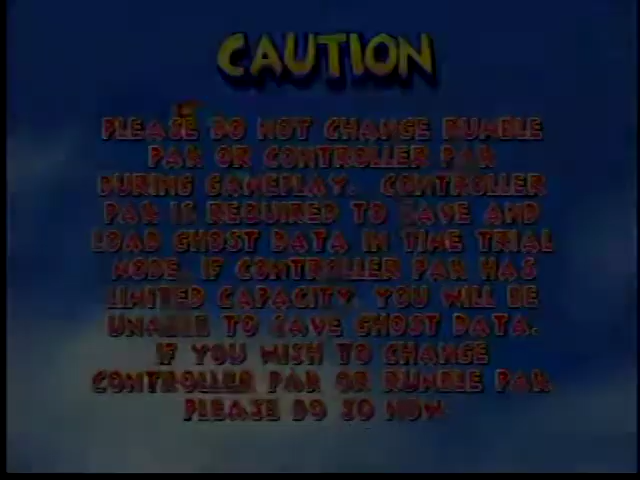 CAUTION
PLEASE DO NOT CHANGE RUMBLE
PAK OR CONTROLLER PAK
DURING GAMEPLAY. CONTROLLER
PAK IS REQUIRED TO SAVE AND
LOAD GHOST DATA IN TIME TRIAL
MODE. IF CONTROLLER PAK HAS
LIMITED CAPACITY, YOU WILL BE
UNABLE TO SAVE GHOST DATA.
IF YOU WISH TO CHANGE
CONTROLLER PAK OR RUMBLE PAK
PLEASE DO SO NOW